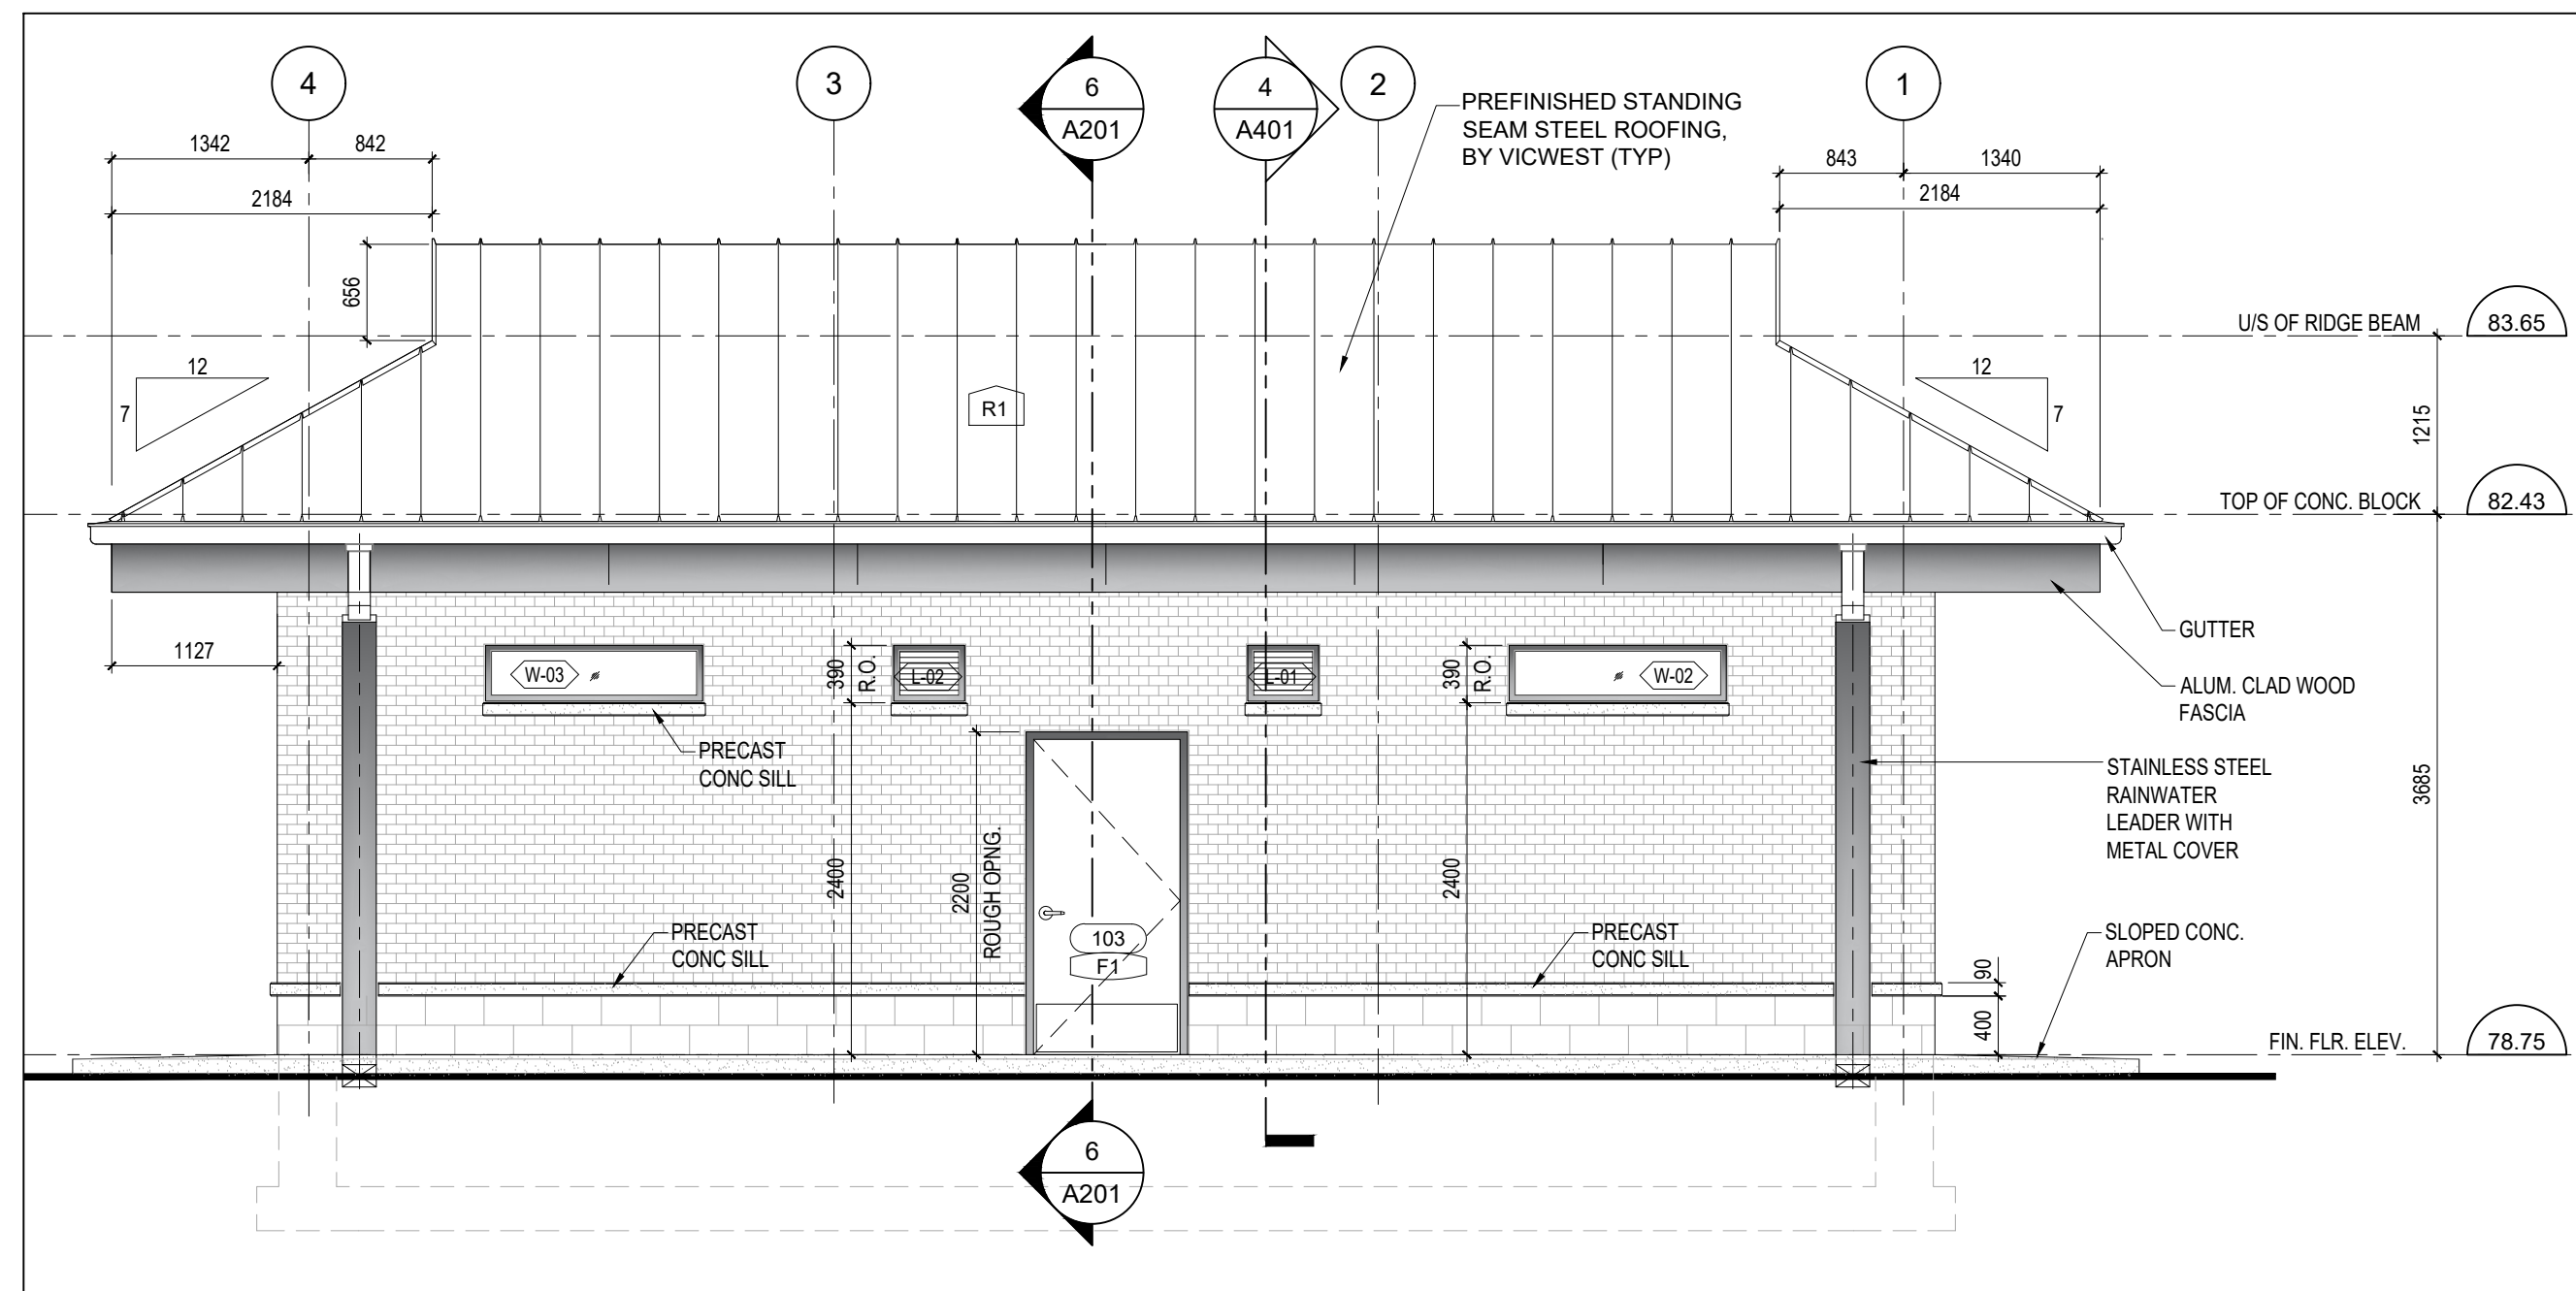 4
3
6
A201
4
A401
2
1
PREFINISHED STANDING
SEAM STEEL ROOFING,
BY VICWEST (TYP)
1342
842
2184
843
1340
2184
656
U/S OF RIDGE BEAM
83.65
12
7
12
7
R1
1215
TOP OF CONC. BLOCK
82.43
GUTTER
1127
W-03
390
R.O.
L-02
L-01
390
R.O.
W-02
ALUM. CLAD WOOD
FASCIA
PRECAST
CONC SILL
STAINLESS STEEL
RAINWATER
LEADER WITH
METAL COVER
3685
2400
2200
ROUGH OPNG.
2400
PRECAST
CONC SILL
103
F1
PRECAST
CONC SILL
SLOPED CONC.
APRON
90
400
FIN. FLR. ELEV.
78.75
6
A201